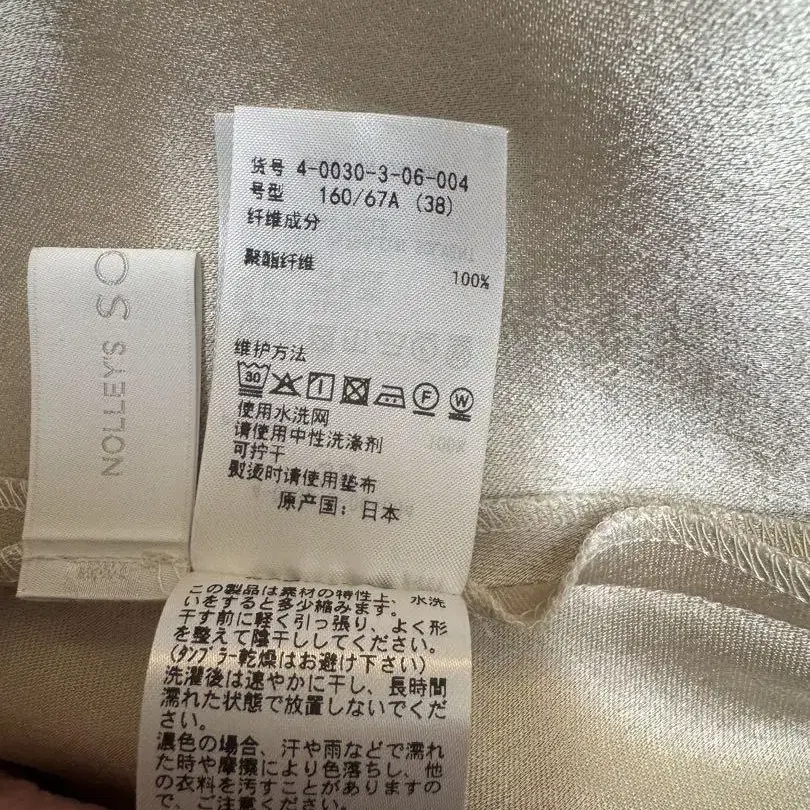 NOLLEY'S SO
货号 4-0030-3-06-004
号型 160/67A (38)
纤维成分
聚酯纤维
100%
维护方法
30
F
W
使用水洗网
请使用中性洗涤剂
可拧干
熨烫时请使用垫布
原产国：日本
この製品は素材の特性上、水洗
いをすると多少縮みます。
干す前に軽く引っ張り、よく形
を整えて陰干ししてください。
(ﾀﾝﾌﾞﾗｰ乾燥はお避け下さい)
洗濯後は速やかに干し、長時間
濡れた状態で放置しないでくだ
さい。
濃色の場合、汗や雨などで濡れ
た時や摩擦により色落ちし、他
の衣料を汚すことがありますの
で、ご注意ください。